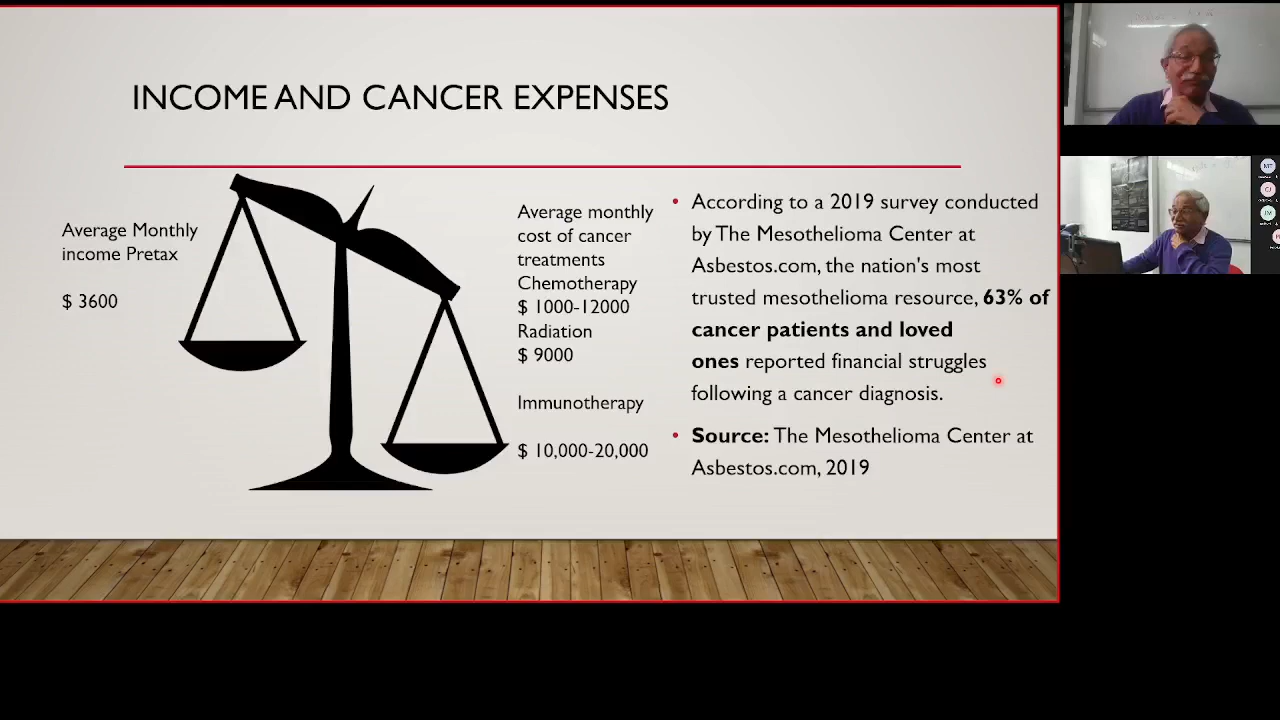 INCOME AND CANCER EXPENSES
Average Monthly
income Pretax
$ 3600
Average monthly
cost of cancer
treatments
Chemotherapy
$ 1000-12000
Radiation
$ 9000
Immunotherapy
$ 10,000-20,000
• According to a 2019 survey conducted
by The Mesothelioma Center at
Asbestos.com, the nation's most
trusted mesothelioma resource, 63% of
cancer patients and loved
ones reported financial struggles
following a cancer diagnosis.
• Source: The Mesothelioma Center at
Asbestos.com, 2019
MT
CJ
JM